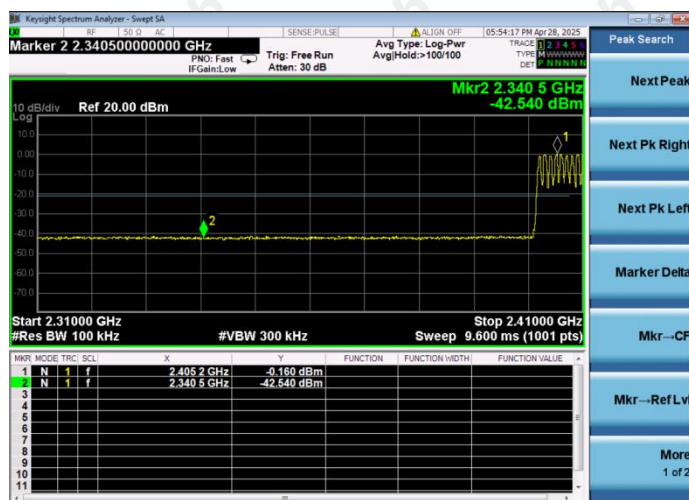 Keysight Spectrum Analyzer - Swept SA
RF 50 Ω AC SENSE:PULSE ALIGN OFF 05:54:17 PM Apr 28, 2025
Marker 2 2.340500000000 GHz
PNO: Fast
IFGain:Low
Trig: Free Run
Atten: 30 dB
Avg Type: Log-Pwr
Avg|Hold:>100/100
TRACE 1 2 3 4 5 6
TYPE M WWWWW
DET P N N N N N
Mkr2 2.340 5 GHz
-42.540 dBm
10 dB/div Ref 20.00 dBm
Log
10.0
0.00
-10.0
-20.0
-30.0
-40.0
-50.0
-60.0
-70.0
1
2
Start 2.31000 GHz Stop 2.41000 GHz
#Res BW 100 kHz #VBW 300 kHz Sweep 9.600 ms (1001 pts)
MKR MODE TRC SCL X Y FUNCTION FUNCTION WIDTH FUNCTION VALUE
1 N 1 f 2.405 2 GHz -0.160 dBm
2 N 1 f 2.340 5 GHz -42.540 dBm
3
4
5
6
7
8
9
10
11
Peak Search
Next Peak
Next Pk Right
Next Pk Left
Marker Delta
Mkr→CF
Mkr→Ref Lvl
More
1 of 2